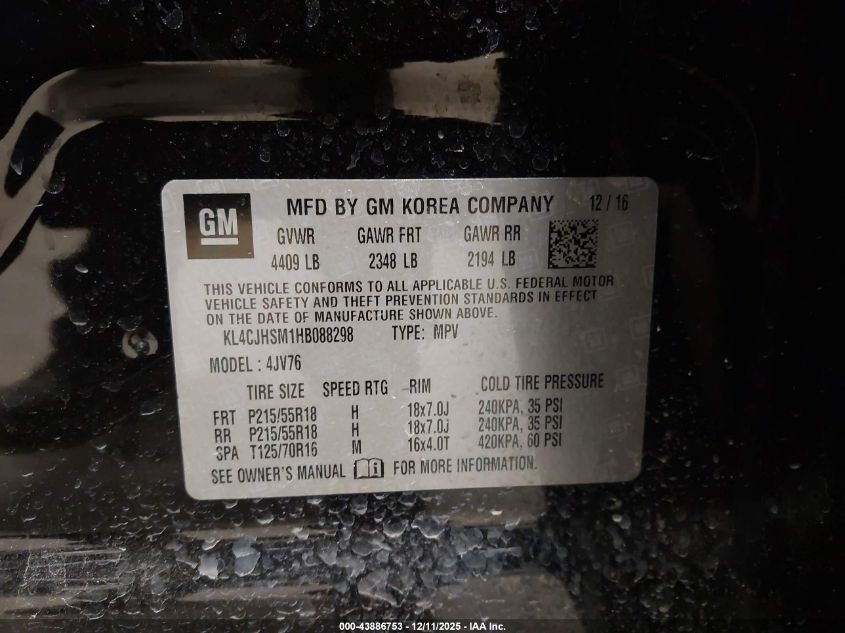 GM
MFD BY GM KOREA COMPANY 12 / 16
GVWR GAWR FRT GAWR RR
4409 LB 2348 LB 2194 LB
THIS VEHICLE CONFORMS TO ALL APPLICABLE U.S. FEDERAL MOTOR
VEHICLE SAFETY AND THEFT PREVENTION STANDARDS IN EFFECT
ON THE DATE OF MANUFACTURE SHOWN ABOVE.
KL4CJHSM1HB088298 TYPE: MPV
MODEL : 4JV76
TIRE SIZE SPEED RTG RIM COLD TIRE PRESSURE
FRT P215/55R18 H 18x7.0J 240KPA, 35 PSI
RR P215/55R18 H 18x7.0J 240KPA, 35 PSI
SPA T125/70R16 M 16x4.0T 420KPA, 60 PSI
SEE OWNER'S MANUAL FOR MORE INFORMATION.
000-43886753 - 12/11/2025 - IAA Inc.